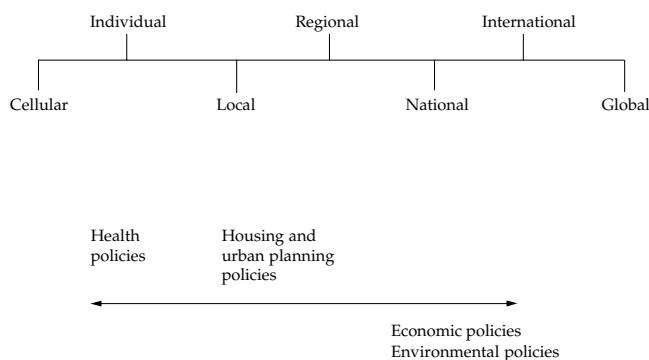 Individual
Regional
International
Cellular
Local
National
Global
Health
policies
Housing and
urban planning
policies
Economic policies
Environmental policies